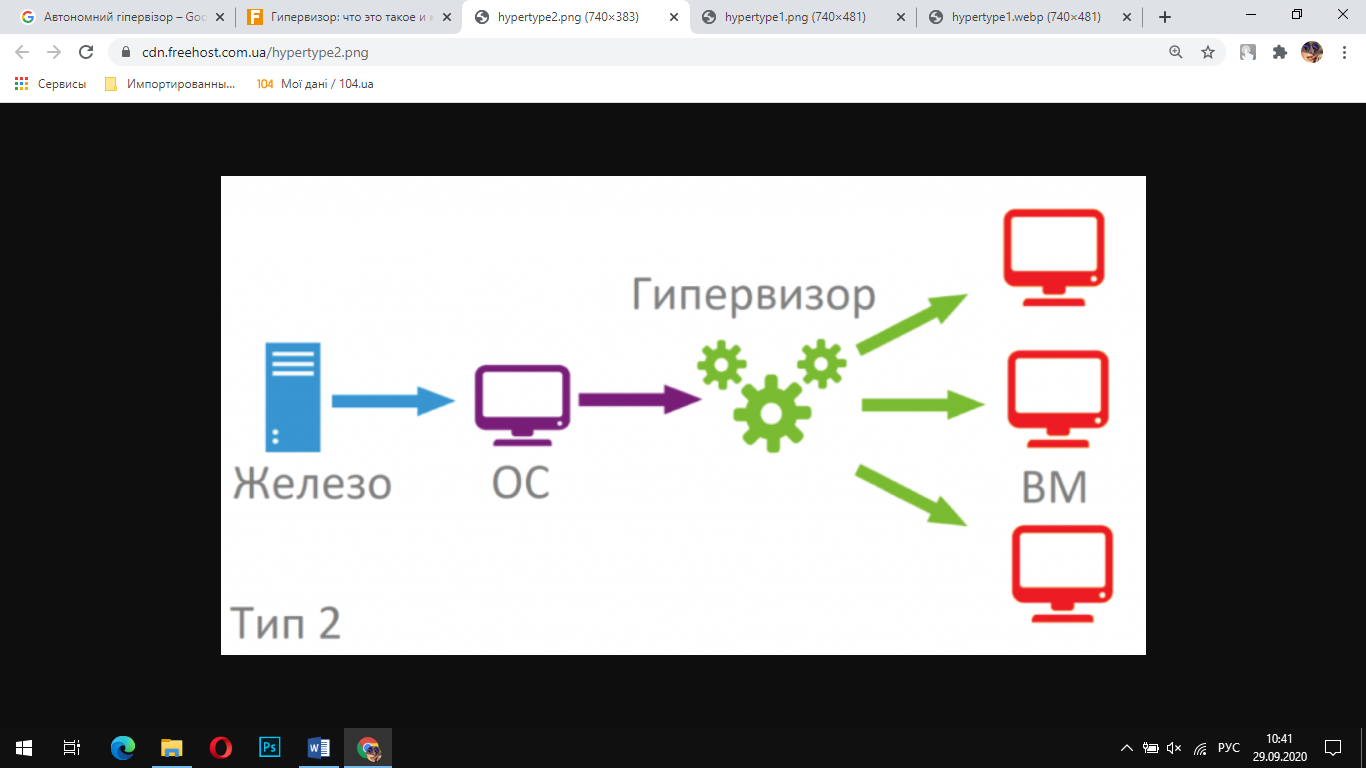 Автономний гіпервізор – Goo
Гипервизор: что это такое и к
hypertype2.png (740×383)
hypertype1.png (740×481)
hypertype1.webp (740×481)
cdn.freehost.com.ua/hypertype2.png
Сервисы
Импортированны...
104 Мої дані / 104.ua
Гипервизор
Железо
ОС
ВМ
Тип 2
Ps
РУС
10:41
29.09.2020